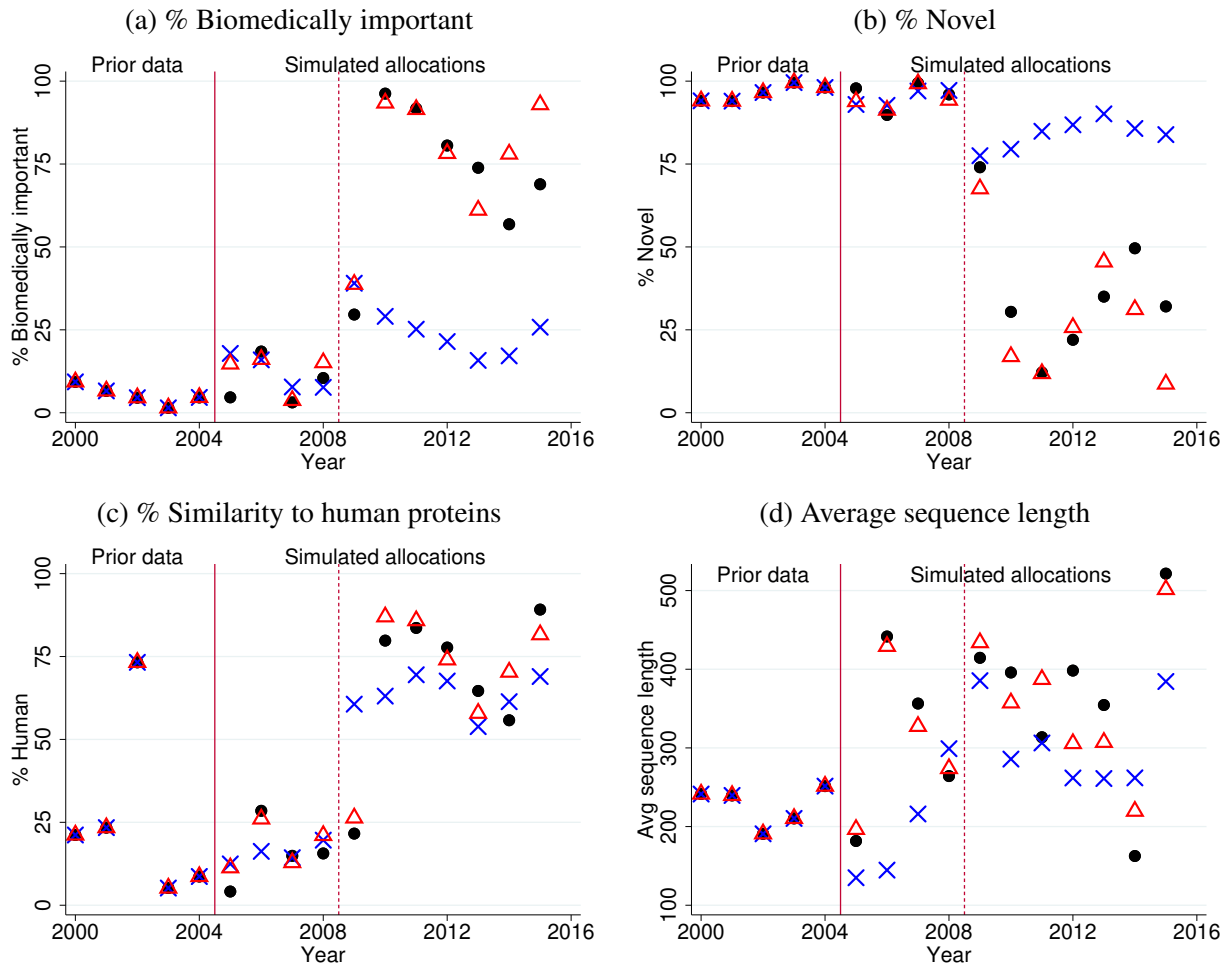 (a) % Biomedically important
Prior data
Simulated allocations
% Biomedically important
100
75
50
25
0
2000
2004
2008
2012
2016
Year
(b) % Novel
Prior data
Simulated allocations
% Novel
100
75
50
25
0
2000
2004
2008
2012
2016
Year
(c) % Similarity to human proteins
Prior data
Simulated allocations
% Human
100
75
50
25
0
2000
2004
2008
2012
2016
Year
(d) Average sequence length
Prior data
Simulated allocations
Avg sequence length
500
400
300
200
100
2000
2004
2008
2012
2016
Year